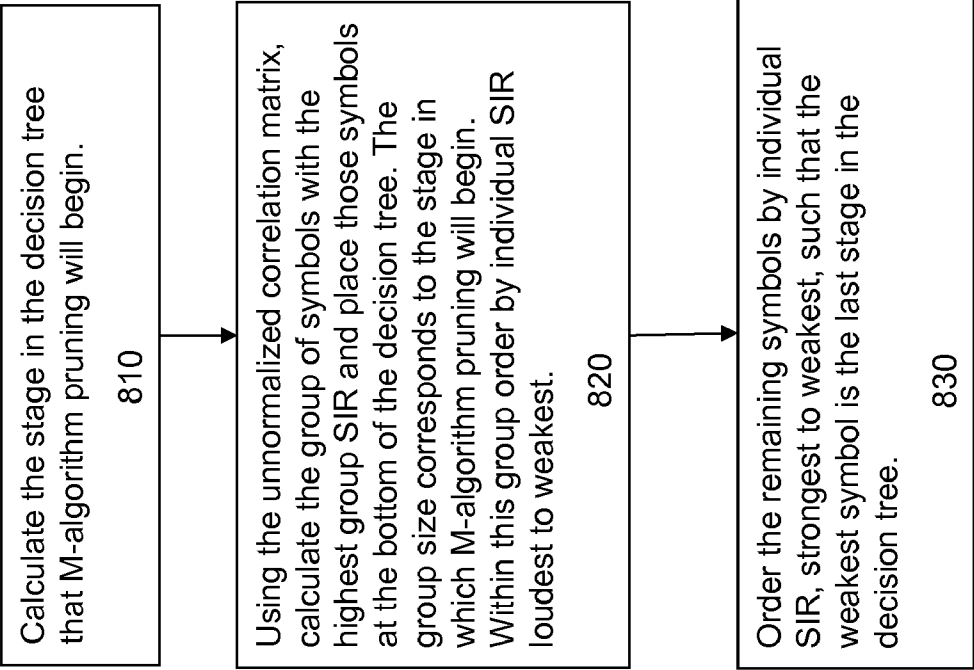 Calculate the stage in the decision tree
that M-algorithm pruning will begin.
810
Using the unnormalized correlation matrix,
calculate the group of symbols with the
highest group SIR and place those symbols
at the bottom of the decision tree. The
group size corresponds to the stage in
which M-algorithm pruning will begin.
Within this group order by individual SIR
loudest to weakest.
820
Order the remaining symbols by individual
SIR, strongest to weakest, such that the
weakest symbol is the last stage in the
decision tree.
830